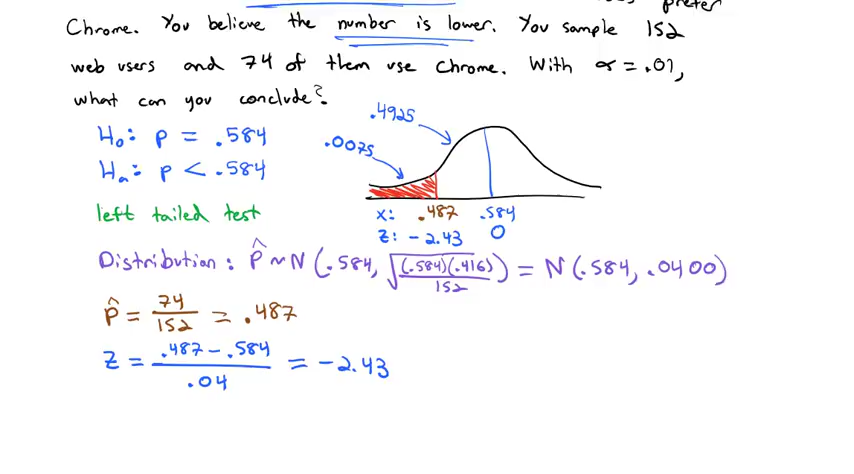 prefer
Chrome. You believe the number is lower. You sample 152
web users and 74 of them use Chrome. With α = .01,
what can you conclude?
H₀: p = .584
Hₐ: p < .584
left tailed test
.4925
.0075
x: .487 .584
z: -2.43 0
Distribution: P̂ ~ N(.584, √((.584)(.416)/152)) = N(.584, .0400)
P̂ = 74/152 = .487
Z = (.487 - .584)/.04 = -2.43